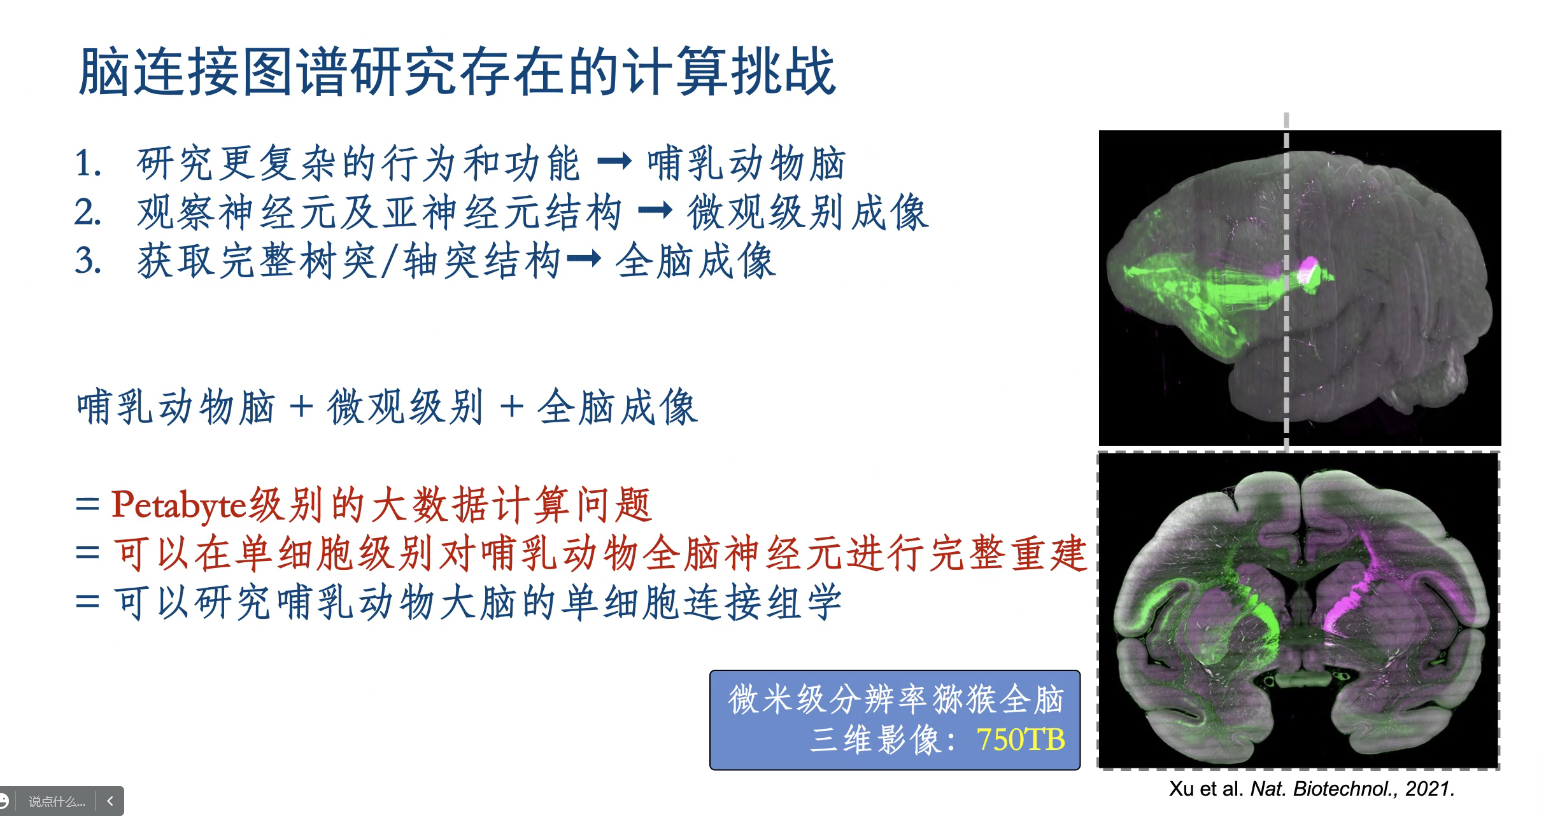 脑连接图谱研究存在的计算挑战
1. 研究更复杂的行为和功能 ➞ 哺乳动物脑
2. 观察神经元及亚神经元结构 ➞ 微观级别成像
3. 获取完整树突/轴突结构➞ 全脑成像
哺乳动物脑 + 微观级别 + 全脑成像
= Petabyte级别的大数据计算问题
= 可以在单细胞级别对哺乳动物全脑神经元进行完整重建
= 可以研究哺乳动物大脑的单细胞连接组学
微米级分辨率猕猴全脑
三维影像：750TB
Xu et al. Nat. Biotechnol., 2021.
说点什么...